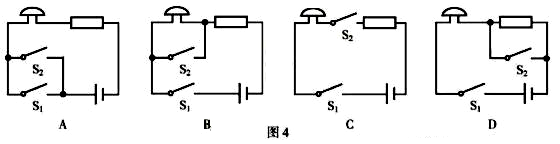 S₂ S₂ S₂ S₂
S₁ S₁ S₁ S₁
A B C D
图4